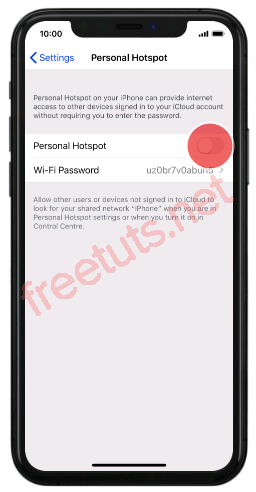 10:00
Settings
Personal Hotspot
Personal Hotspot on your iPhone can provide internet
access to other devices signed in to your iCloud account
without requiring you to enter the password.
Personal Hotspot
Wi-Fi Password uz0br7v0abuh5
Allow other users or devices not signed in to iCloud to
look for your shared network "iPhone" when you are in
Personal Hotspot settings or when you turn it on in
Control Centre.
freetuts.net